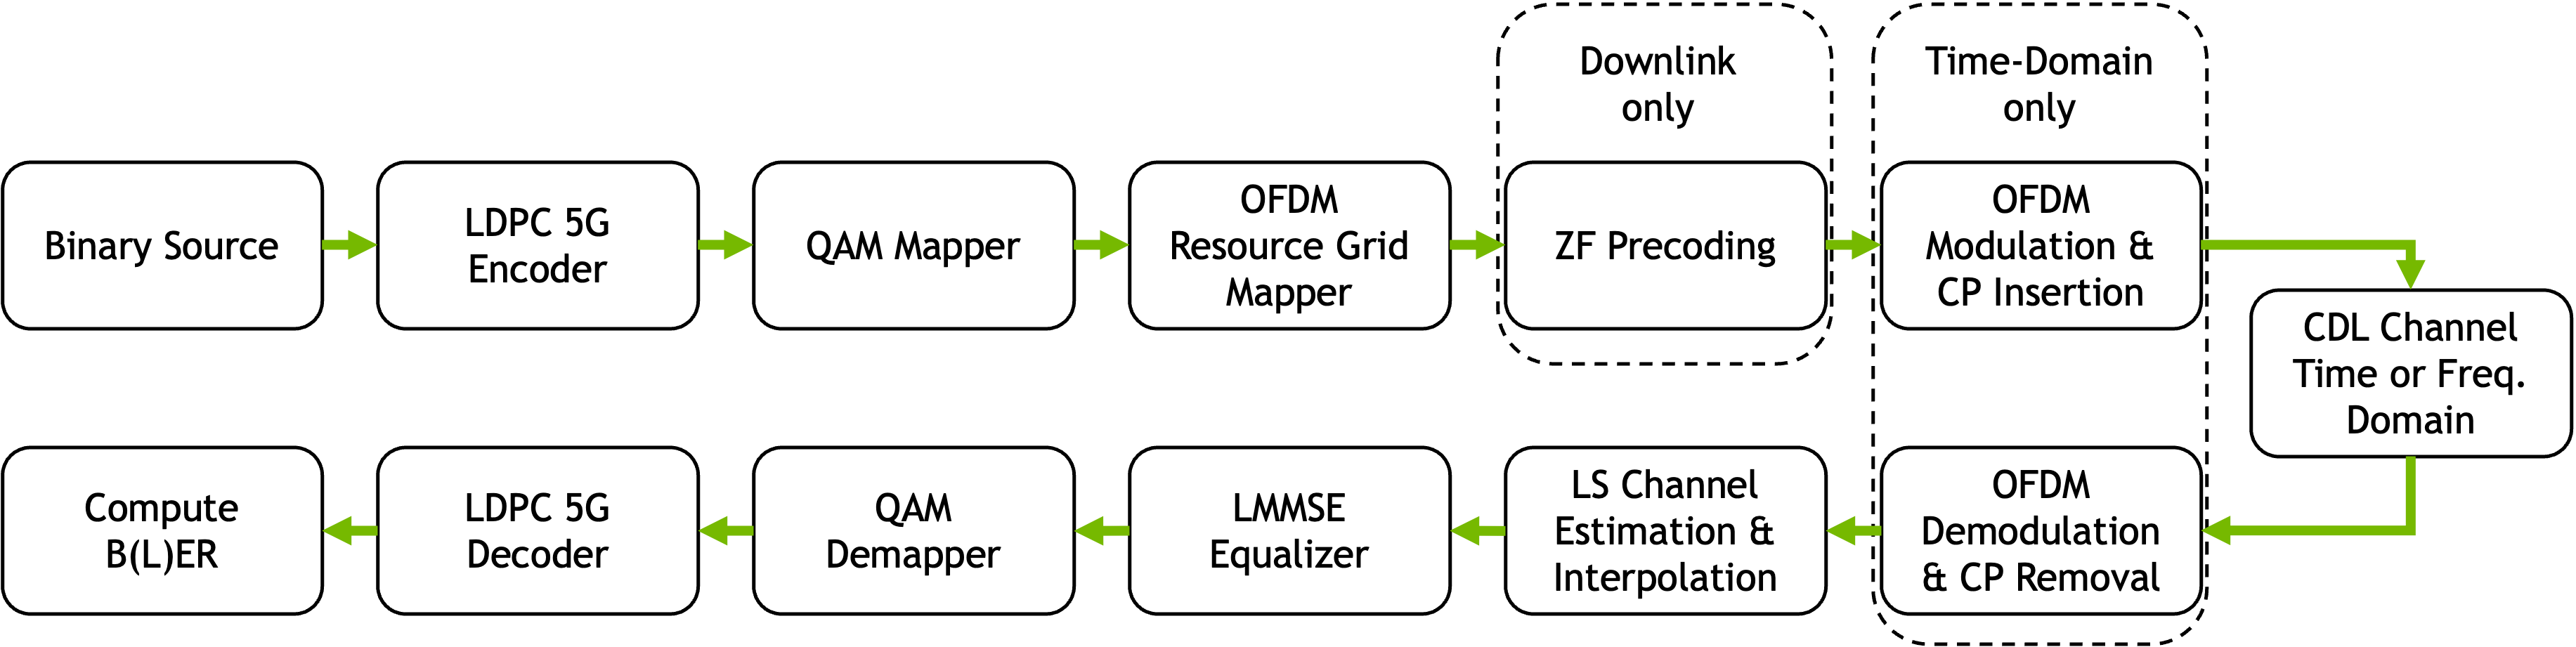 Downlink
only
Time-Domain
only
Binary Source
LDPC 5G
Encoder
QAM Mapper
OFDM
Resource Grid
Mapper
ZF Precoding
OFDM
Modulation &
CP Insertion
CDL Channel
Time or Freq.
Domain
Compute
B(L)ER
LDPC 5G
Decoder
QAM
Demapper
LMMSE
Equalizer
LS Channel
Estimation &
Interpolation
OFDM
Demodulation
& CP Removal